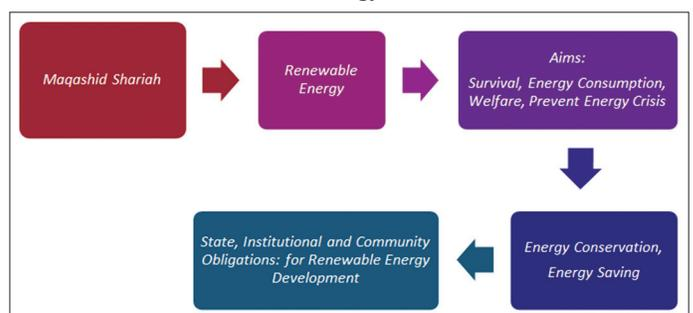 Maqashid Shariah
Renewable
Energy
Aims:
Survival, Energy Consumption,
Welfare, Prevent Energy Crisis
Energy Conservation,
Energy Saving
State, Institutional and Community
Obligations: for Renewable Energy
Development